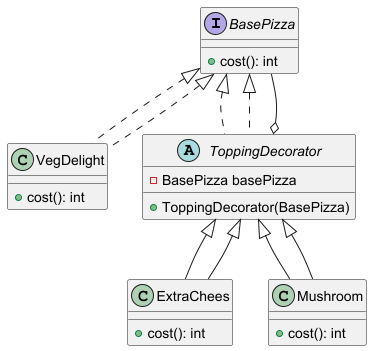 I BasePizza
cost(): int
C VegDelight
cost(): int
A ToppingDecorator
BasePizza basePizza
ToppingDecorator(BasePizza)
C ExtraChees
cost(): int
C Mushroom
cost(): int